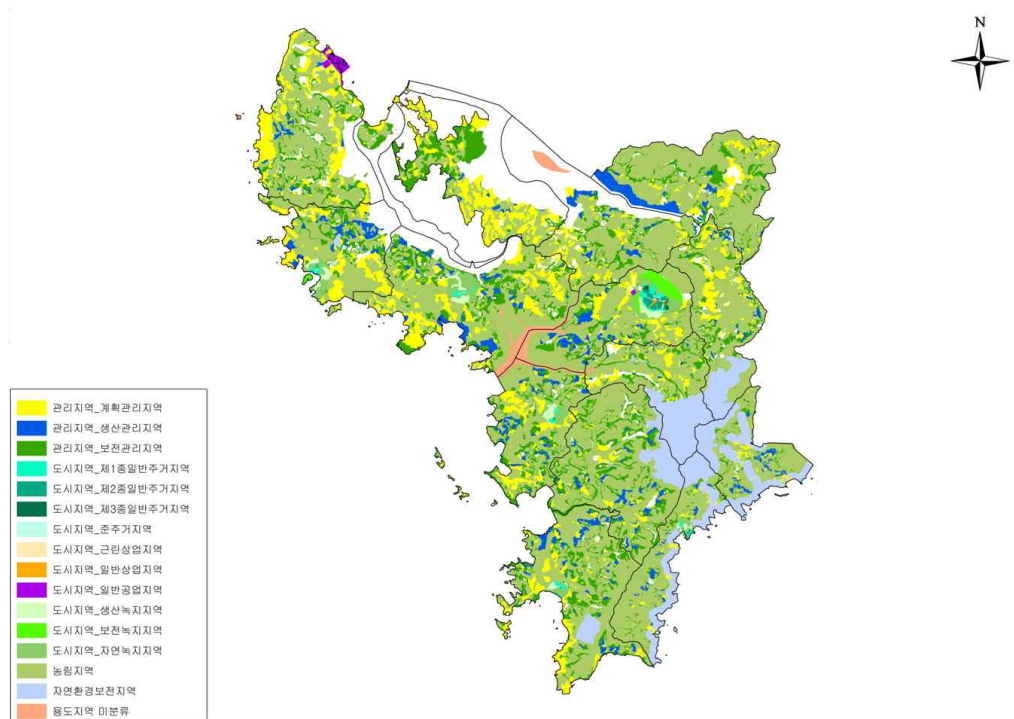 N
관리지역_계획관리지역
관리지역_생산관리지역
관리지역_보전관리지역
도시지역_제1종일반주거지역
도시지역_제2종일반주거지역
도시지역_제3종일반주거지역
도시지역_준주거지역
도시지역_근린상업지역
도시지역_일반상업지역
도시지역_일반공업지역
도시지역_생산녹지지역
도시지역_보전녹지지역
도시지역_자연녹지지역
농림지역
자연환경보전지역
용도지역 미분류